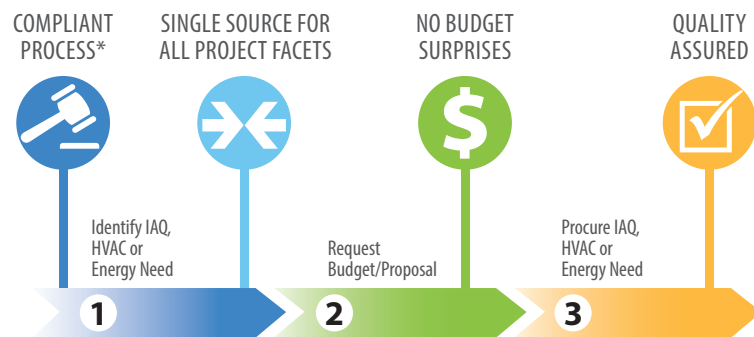 COMPLIANT
PROCESS*
SINGLE SOURCE FOR
ALL PROJECT FACETS
NO BUDGET
SURPRISES
QUALITY
ASSURED
$
Identify IAQ,
HVAC or
Energy Need
Request
Budget/Proposal
Procure IAQ,
HVAC or
Energy Need
1
2
3